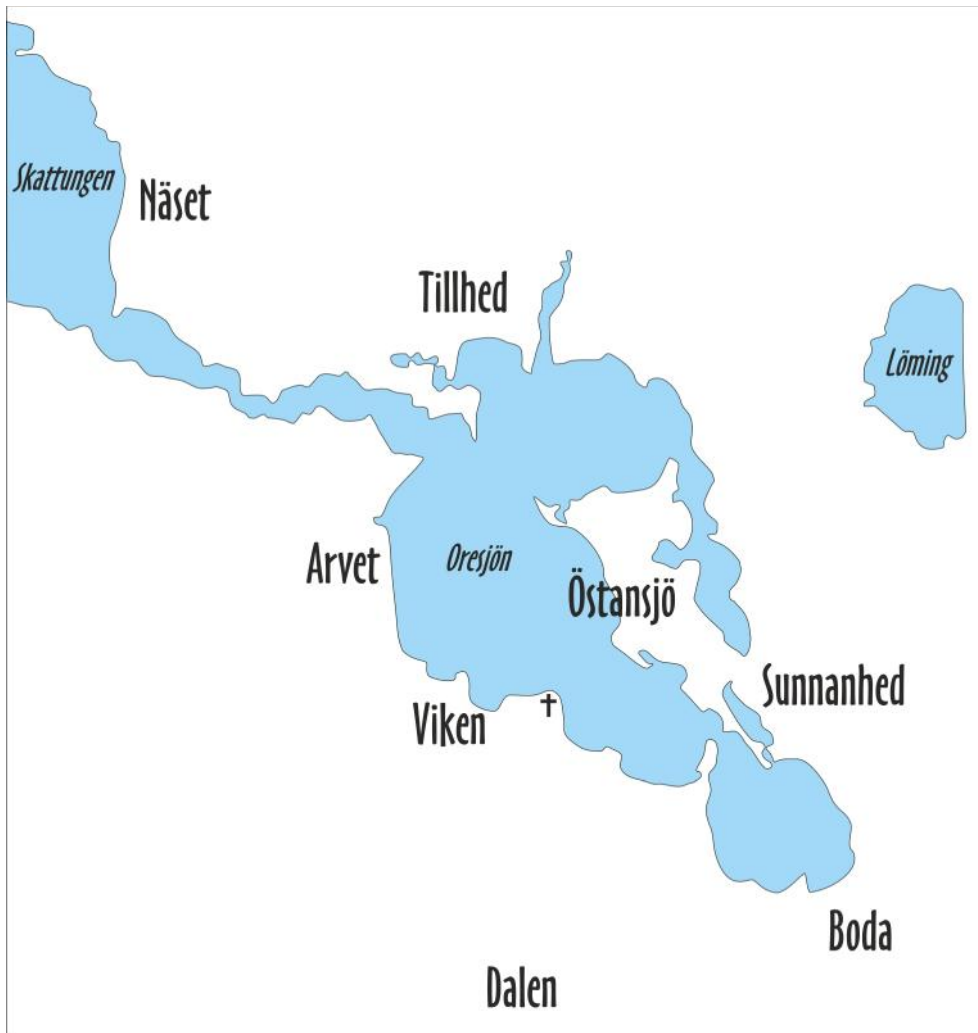 Skattungen
Näset
Tillhed
Löming
Arvet
Oresjön
Östansjö
Sunnanhed
Viken
Boda
Dalen